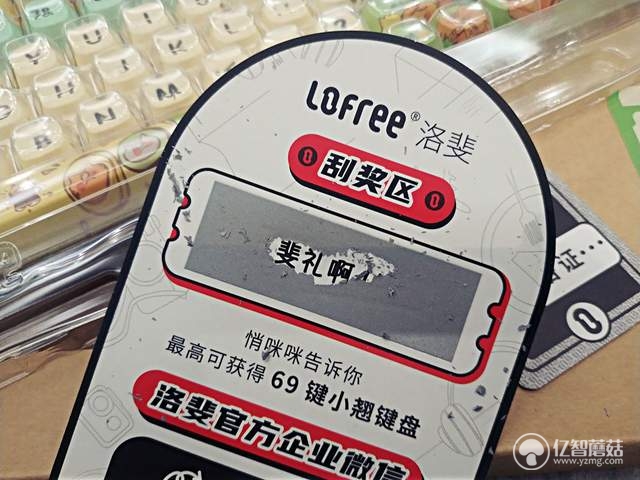 Y U I
H J K L
B N M
LOFREE® 洛斐
刮奖区
斐礼啊
悄咪咪告诉你
最高可获得 69 键小翘键盘
洛斐官方企业微信
证…
亿智蘑菇
www.yzmg.com